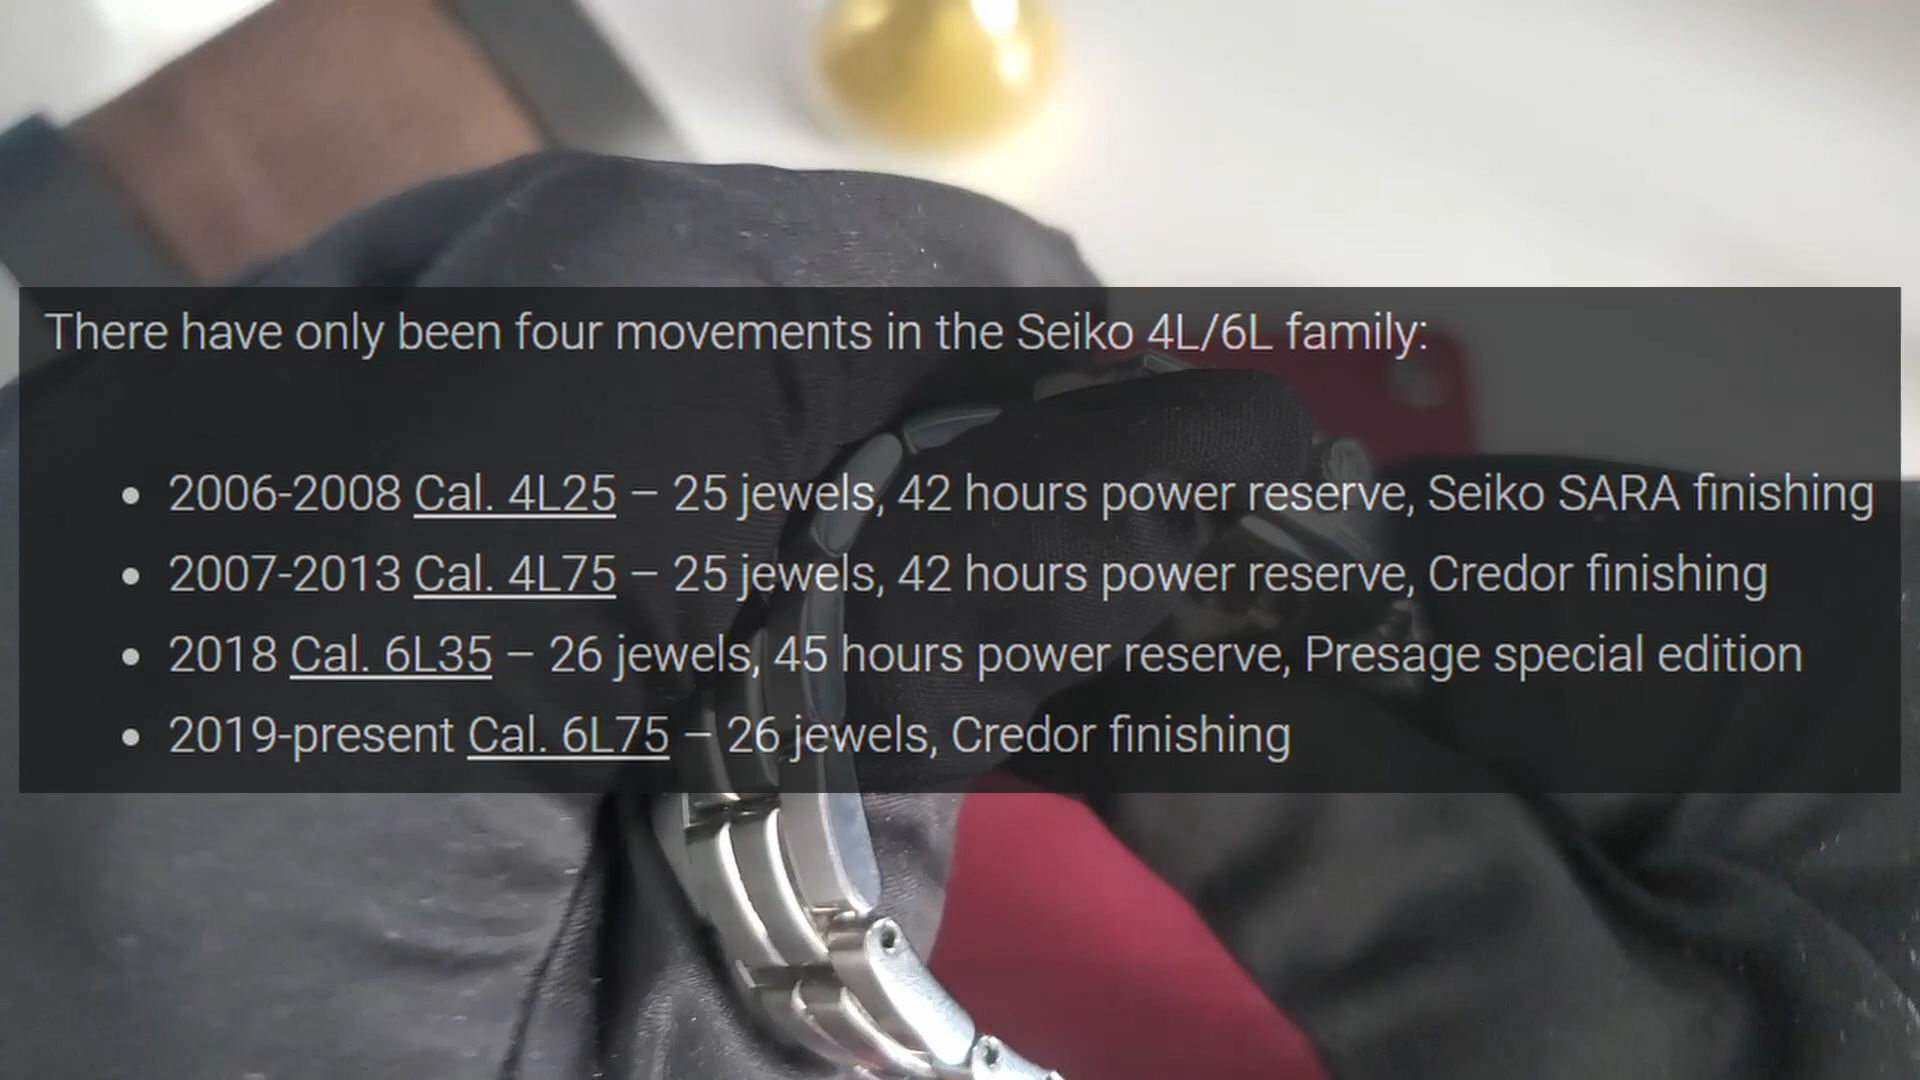 There have only been four movements in the Seiko 4L/6L family:
• 2006-2008 Cal. 4L25 – 25 jewels, 42 hours power reserve, Seiko SARA finishing
• 2007-2013 Cal. 4L75 – 25 jewels, 42 hours power reserve, Credor finishing
• 2018 Cal. 6L35 – 26 jewels, 45 hours power reserve, Presage special edition
• 2019-present Cal. 6L75 – 26 jewels, Credor finishing